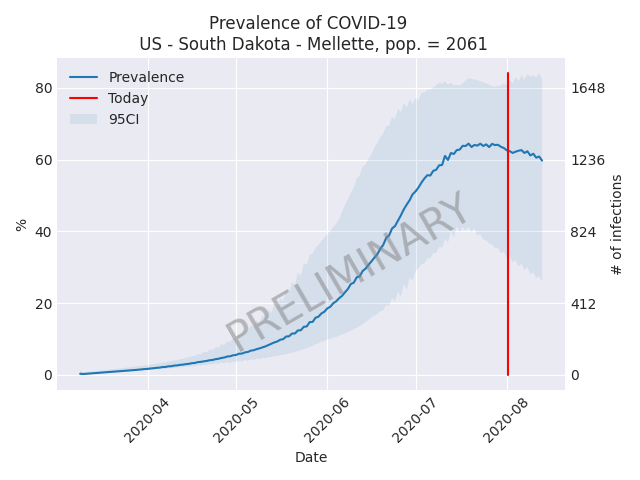 Prevalence of COVID-19
US - South Dakota - Mellette, pop. = 2061
Prevalence
Today
95CI
PRELIMINARY
%
80
60
40
20
0
1648
1236
824
412
0
# of infections
2020-04
2020-05
2020-06
2020-07
2020-08
Date